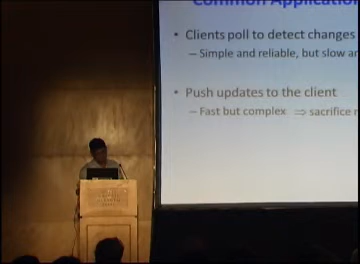 Common Application
• Clients poll to detect changes
– Simple and reliable, but slow
• Push updates to the client
– Fast but complex ⇒ sacrifice